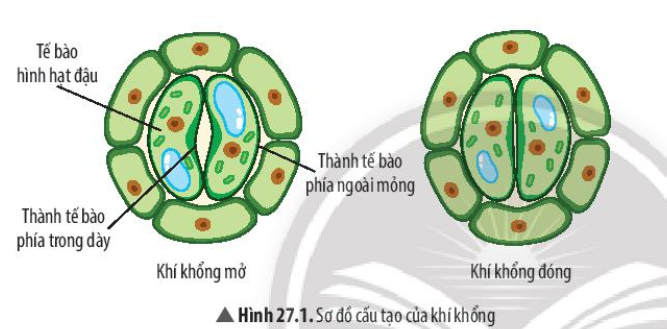 Tế bào
hình hạt đậu
Thành tế bào
phía trong dày
Thành tế bào
phía ngoài mỏng
Khí khổng mở
Khí khổng đóng
▲ Hình 27.1. Sơ đồ cấu tạo của khí khổng